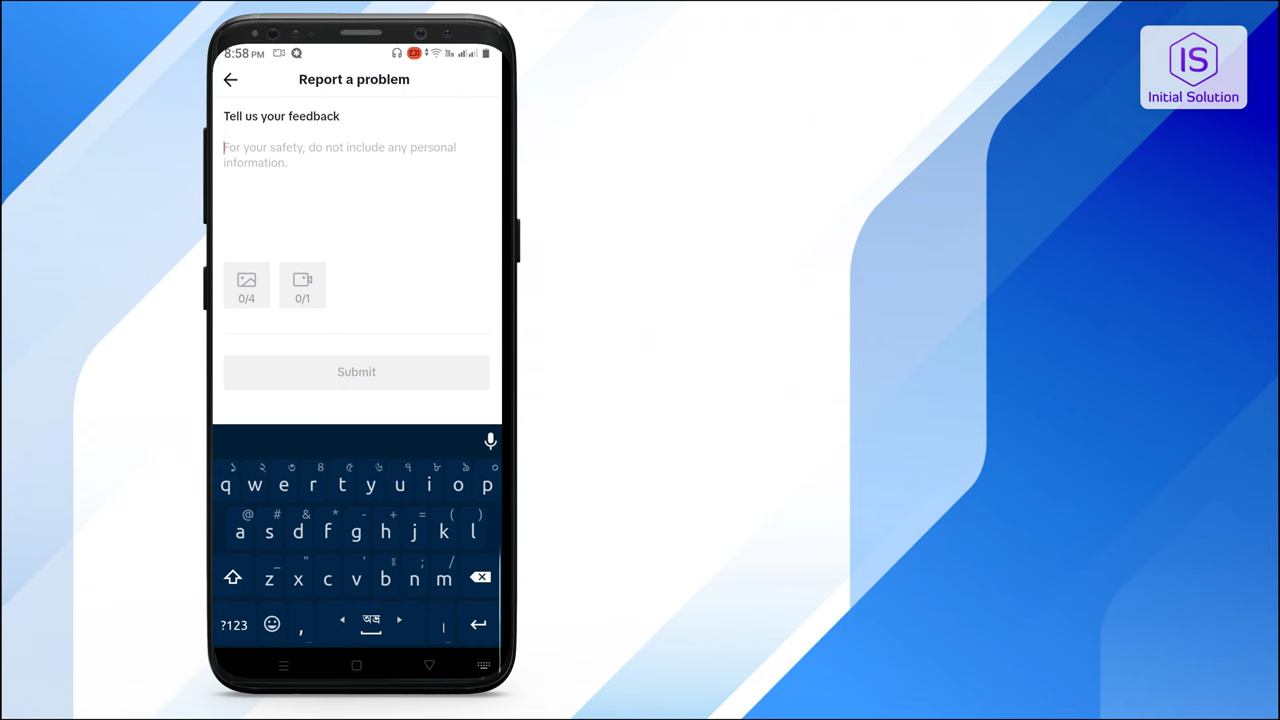 8:58 PM
Report a problem
Tell us your feedback
For your safety, do not include any personal
information.
0/4
0/1
Submit
১ ২ ৩ ৪ ৫ ৬ ৭ ৮ ৯ ০
q w e r t y u i o p
@ # & * - + = ( )
a s d f g h j k l
_ " ' : ; /
z x c v b n m
?123 , অভ্র ।
IS
Initial Solution